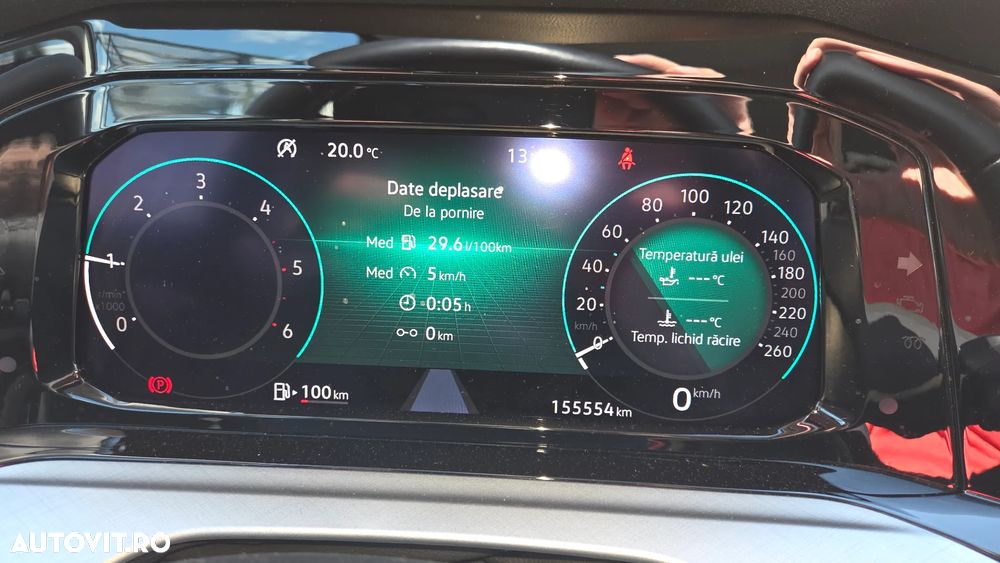 20.0 °C
13
Date deplasare
De la pornire
Med 29.6 l/100km
Med 5 km/h
0:05 h
0 km
0
1
2
3
4
5
6
r/min
x1000
0
20
40
60
80
100
120
140
160
180
200
220
240
260
km/h
Temperatură ulei
--- °C
--- °C
Temp. lichid răcire
0 km/h
P
100 km
155554 km
AUTOVIT.RO